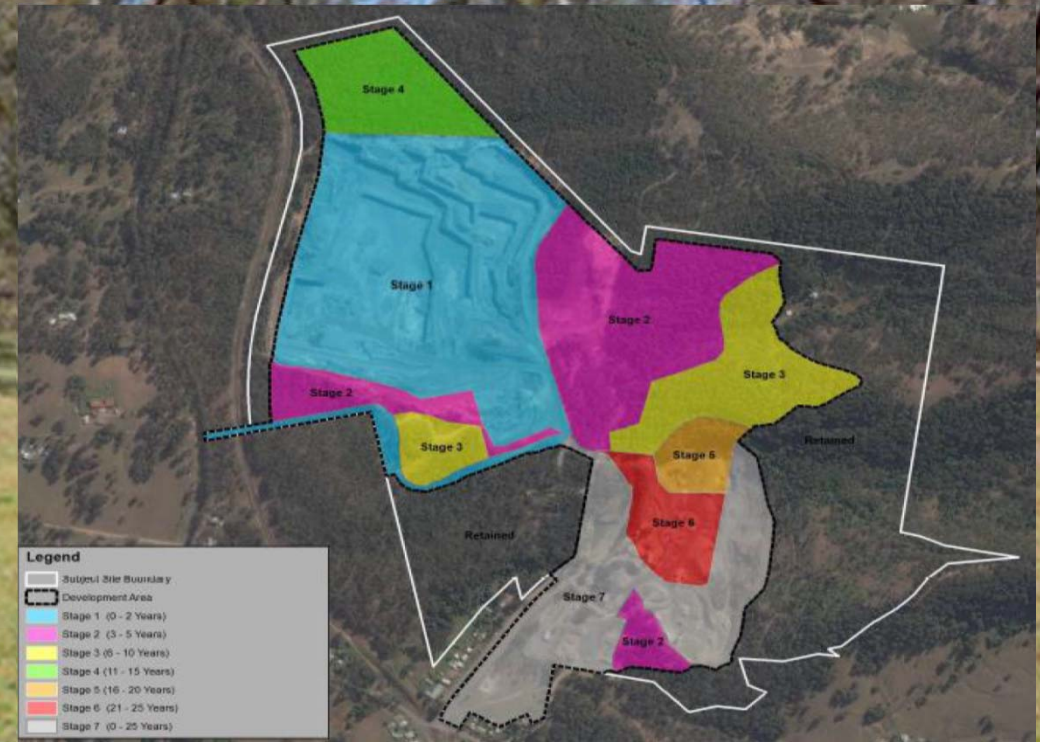 Stage 4
Stage 1
Stage 2
Stage 2
Stage 3
Stage 3
Retained
Stage 5
Stage 6
Retained
Stage 7
Stage 2
Legend
Subject Site Boundary
Development Area
Stage 1 (0 - 2 Years)
Stage 2 (3 - 5 Years)
Stage 3 (6 - 10 Years)
Stage 4 (11 - 15 Years)
Stage 5 (16 - 20 Years)
Stage 6 (21 - 25 Years)
Stage 7 (0 - 25 Years)